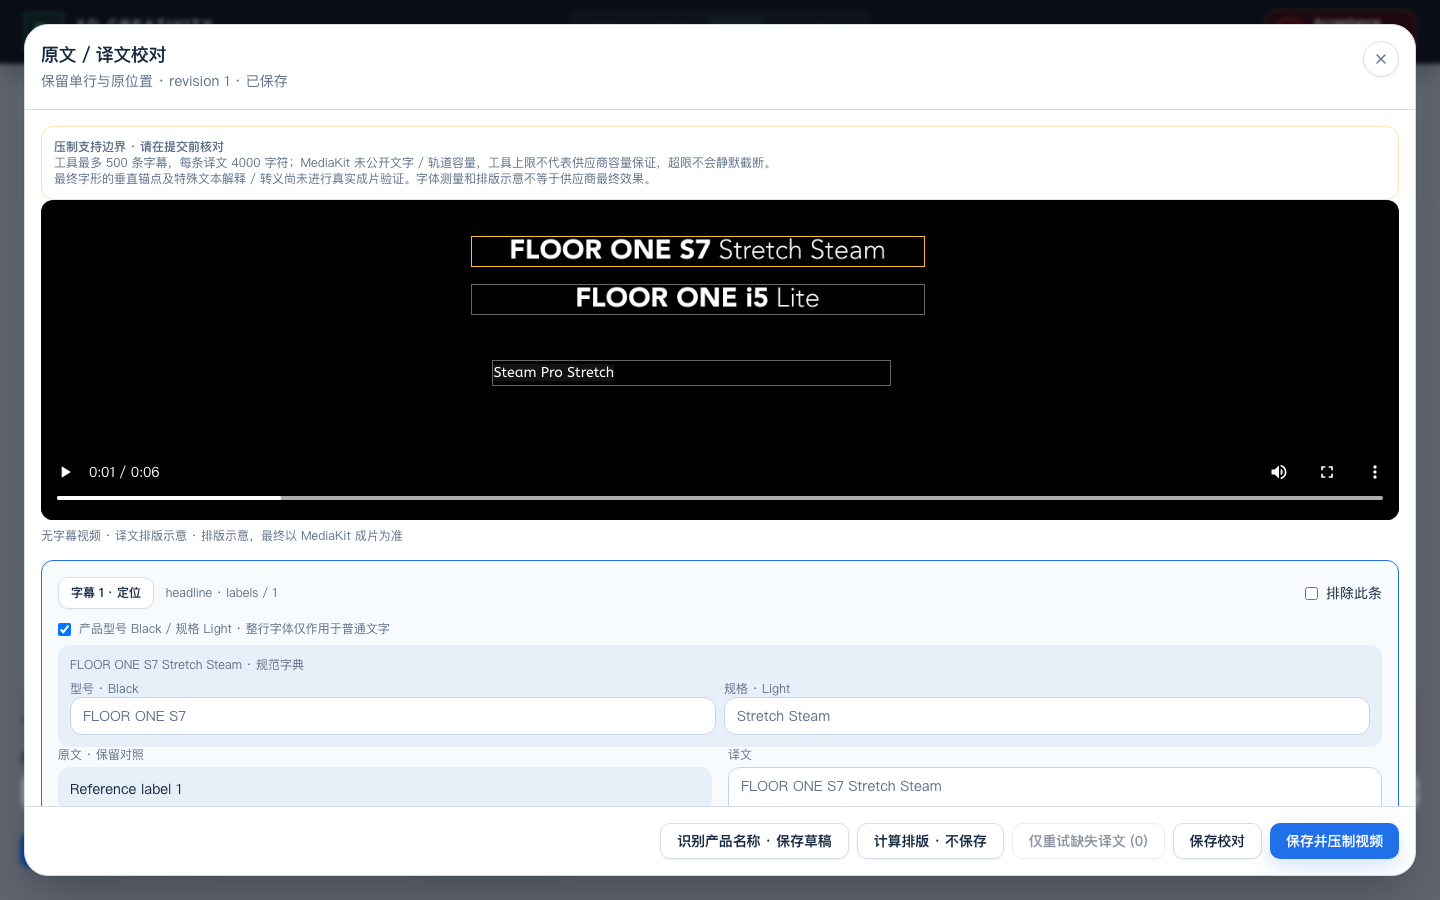 原文 / 译文校对
保留单行与原位置 · revision 1 · 已保存
压制支持边界 · 请在提交前核对
工具最多 500 条字幕，每条译文 4000 字符；MediaKit 未公开文字 / 轨道容量，工具上限不代表供应商容量保证，超限不会静默截断。
最终字形的垂直锚点及特殊文本解释 / 转义尚未进行真实成片验证。字体测量和排版示意不等于供应商最终效果。
FLOOR ONE S7 Stretch Steam
FLOOR ONE i5 Lite
Steam Pro Stretch
0:01 / 0:06
无字幕视频 · 译文排版示意 · 排版示意，最终以 MediaKit 成片为准
字幕 1 · 定位 headline · labels / 1 排除此条
产品型号 Black / 规格 Light · 整行字体仅作用于普通文字
FLOOR ONE S7 Stretch Steam · 规范字典
型号 · Black 规格 · Light
FLOOR ONE S7 Stretch Steam
原文 · 保留对照 译文
Reference label 1 FLOOR ONE S7 Stretch Steam
识别产品名称 · 保存草稿 计算排版 · 不保存 仅重试缺失译文 (0) 保存校对 保存并压制视频